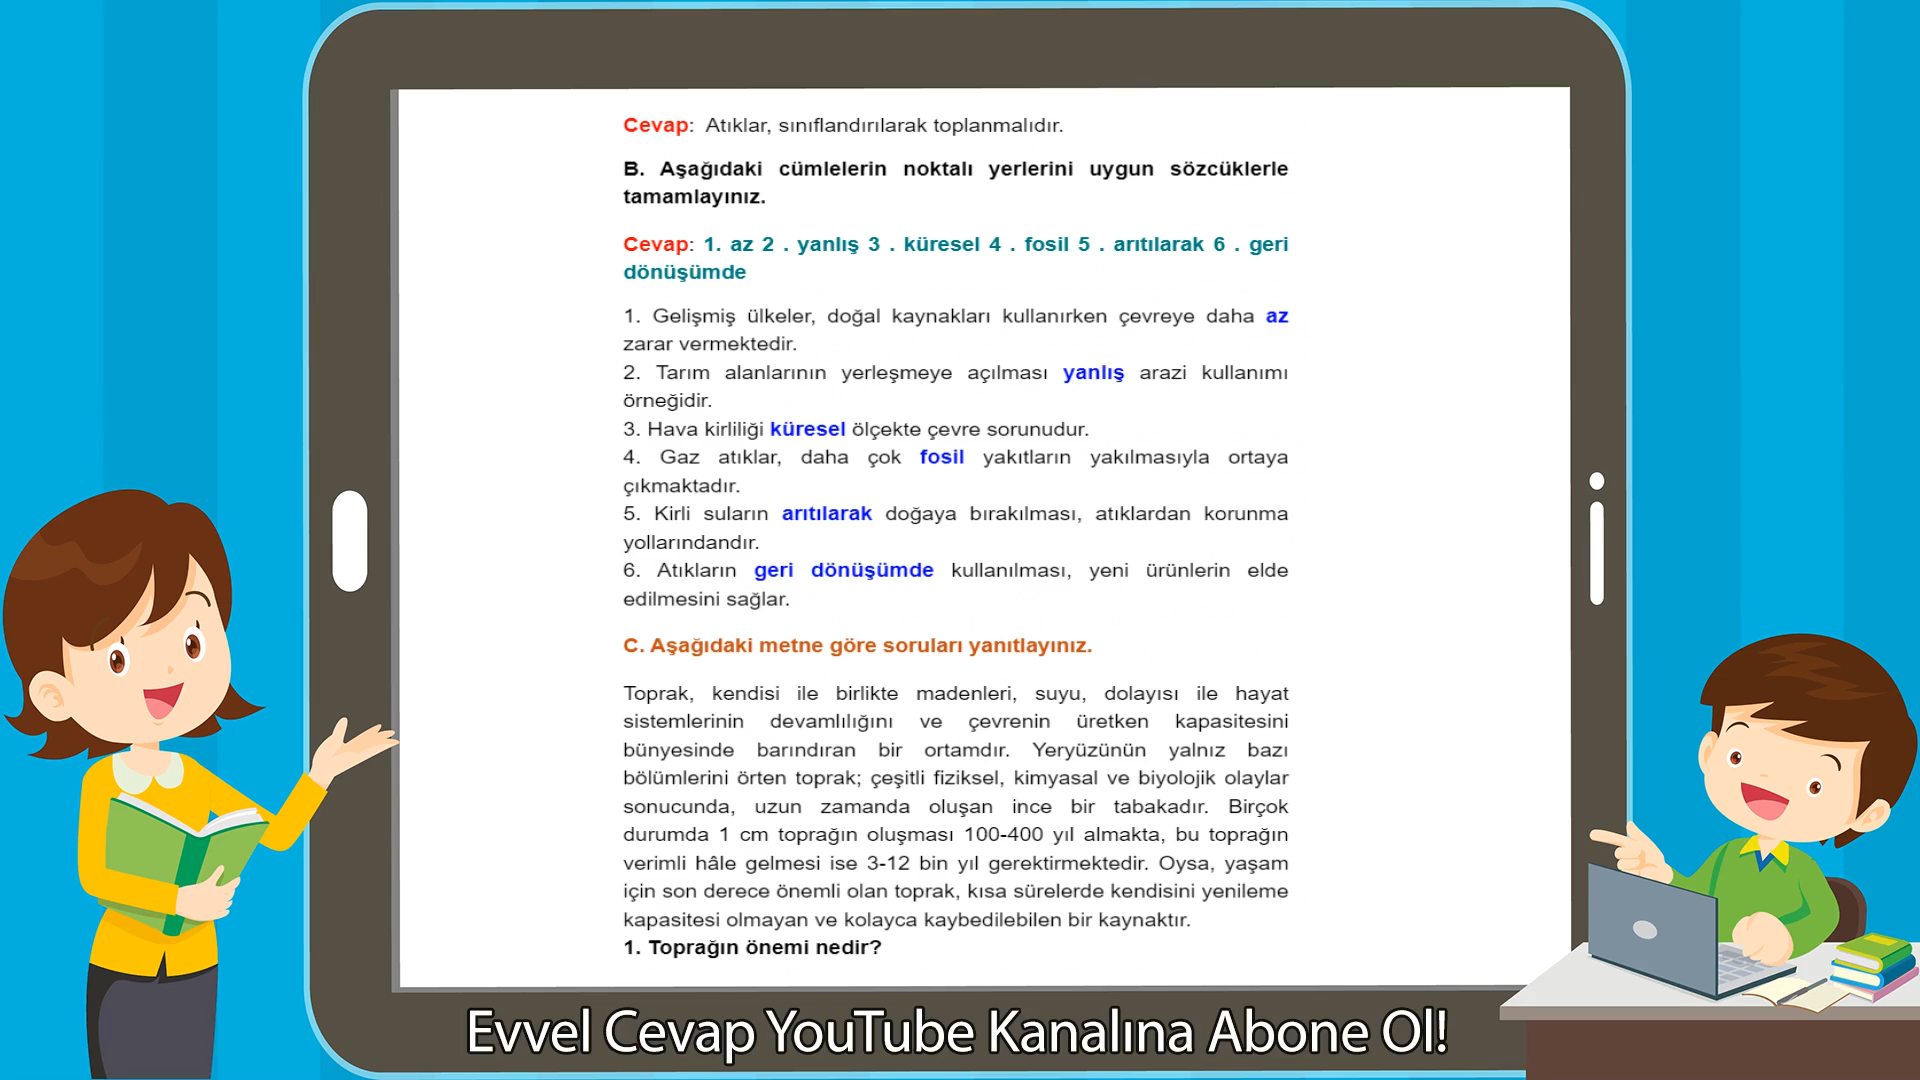 Cevap: Atıklar, sınıflandırılarak toplanmalıdır.
B. Aşağıdaki cümlelerin noktalı yerlerini uygun sözcüklerle
tamamlayınız.
Cevap: 1. az 2 . yanlış 3 . küresel 4 . fosil 5 . arıtılarak 6 . geri
dönüşümde
1. Gelişmiş ülkeler, doğal kaynakları kullanırken çevreye daha az
zarar vermektedir.
2. Tarım alanlarının yerleşmeye açılması yanlış arazi kullanımı
örneğidir.
3. Hava kirliliği küresel ölçekte çevre sorunudur.
4. Gaz atıklar, daha çok fosil yakıtların yakılmasıyla ortaya
çıkmaktadır.
5. Kirli suların arıtılarak doğaya bırakılması, atıklardan korunma
yollarındandır.
6. Atıkların geri dönüşümde kullanılması, yeni ürünlerin elde
edilmesini sağlar.
C. Aşağıdaki metne göre soruları yanıtlayınız.
Toprak, kendisi ile birlikte madenleri, suyu, dolayısı ile hayat
sistemlerinin devamlılığını ve çevrenin üretken kapasitesini
bünyesinde barındıran bir ortamdır. Yeryüzünün yalnız bazı
bölümlerini örten toprak; çeşitli fiziksel, kimyasal ve biyolojik olaylar
sonucunda, uzun zamanda oluşan ince bir tabakadır. Birçok
durumda 1 cm toprağın oluşması 100-400 yıl almakta, bu toprağın
verimli hâle gelmesi ise 3-12 bin yıl gerektirmektedir. Oysa, yaşam
için son derece önemli olan toprak, kısa sürelerde kendisini yenileme
kapasitesi olmayan ve kolayca kaybedilebilen bir kaynaktır.
1. Toprağın önemi nedir?
Evvel Cevap YouTube Kanalına Abone Ol!